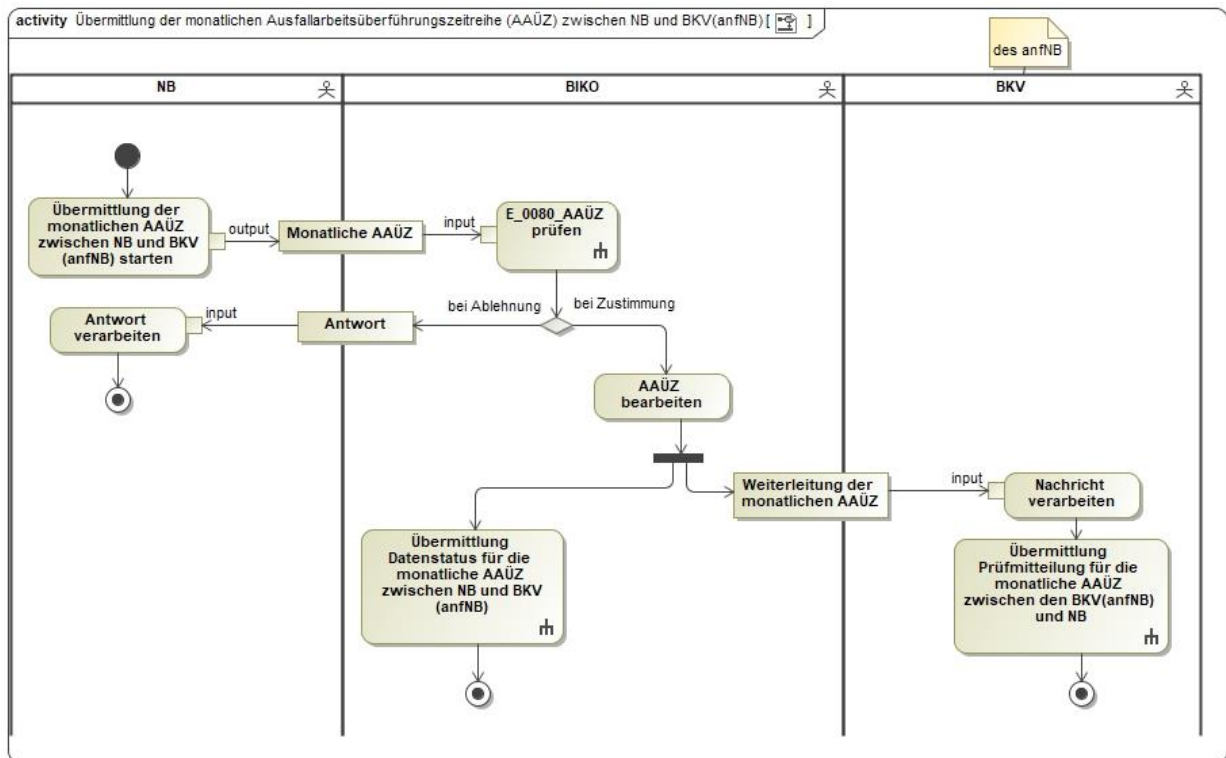 activity Übermittlung der monatlichen Ausfallarbeitsüberführungszeitreihe (AAÜZ) zwischen NB und BKV(anfNB)[ ]
des anfNB
NB
BIKO
BKV
Übermittlung der
monatlichen AAÜZ
zwischen NB und BKV
(anfNB) starten
output
Monatliche AAÜZ
input
E_0080_AAÜZ
prüfen
bei Ablehnung
bei Zustimmung
Antwort
input
Antwort
verarbeiten
AAÜZ
bearbeiten
Weiterleitung der
monatlichen AAÜZ
input
Nachricht
verarbeiten
Übermittlung
Datenstatus für die
monatliche AAÜZ
zwischen NB und BKV
(anfNB)
Übermittlung
Prüfmitteilung für die
monatliche AAÜZ
zwischen den BKV(anfNB)
und NB